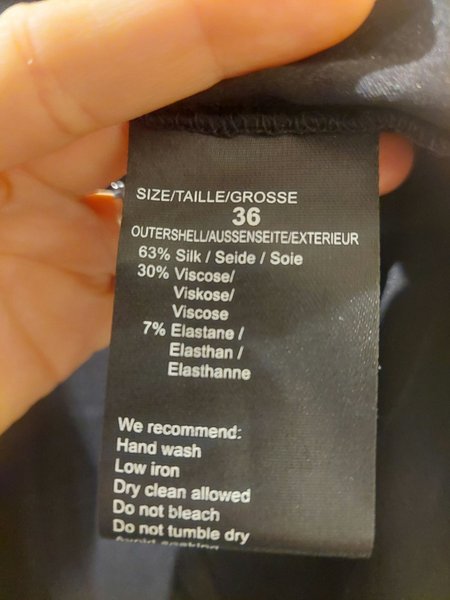 SIZE/TAILLE/GROSSE
36
OUTERSHELL/AUSSENSEITE/EXTERIEUR
63% Silk / Seide / Soie
30% Viscose/
Viskose/
Viscose
7% Elastane /
Elasthan /
Elasthanne
We recommend:
Hand wash
Low iron
Dry clean allowed
Do not bleach
Do not tumble dry